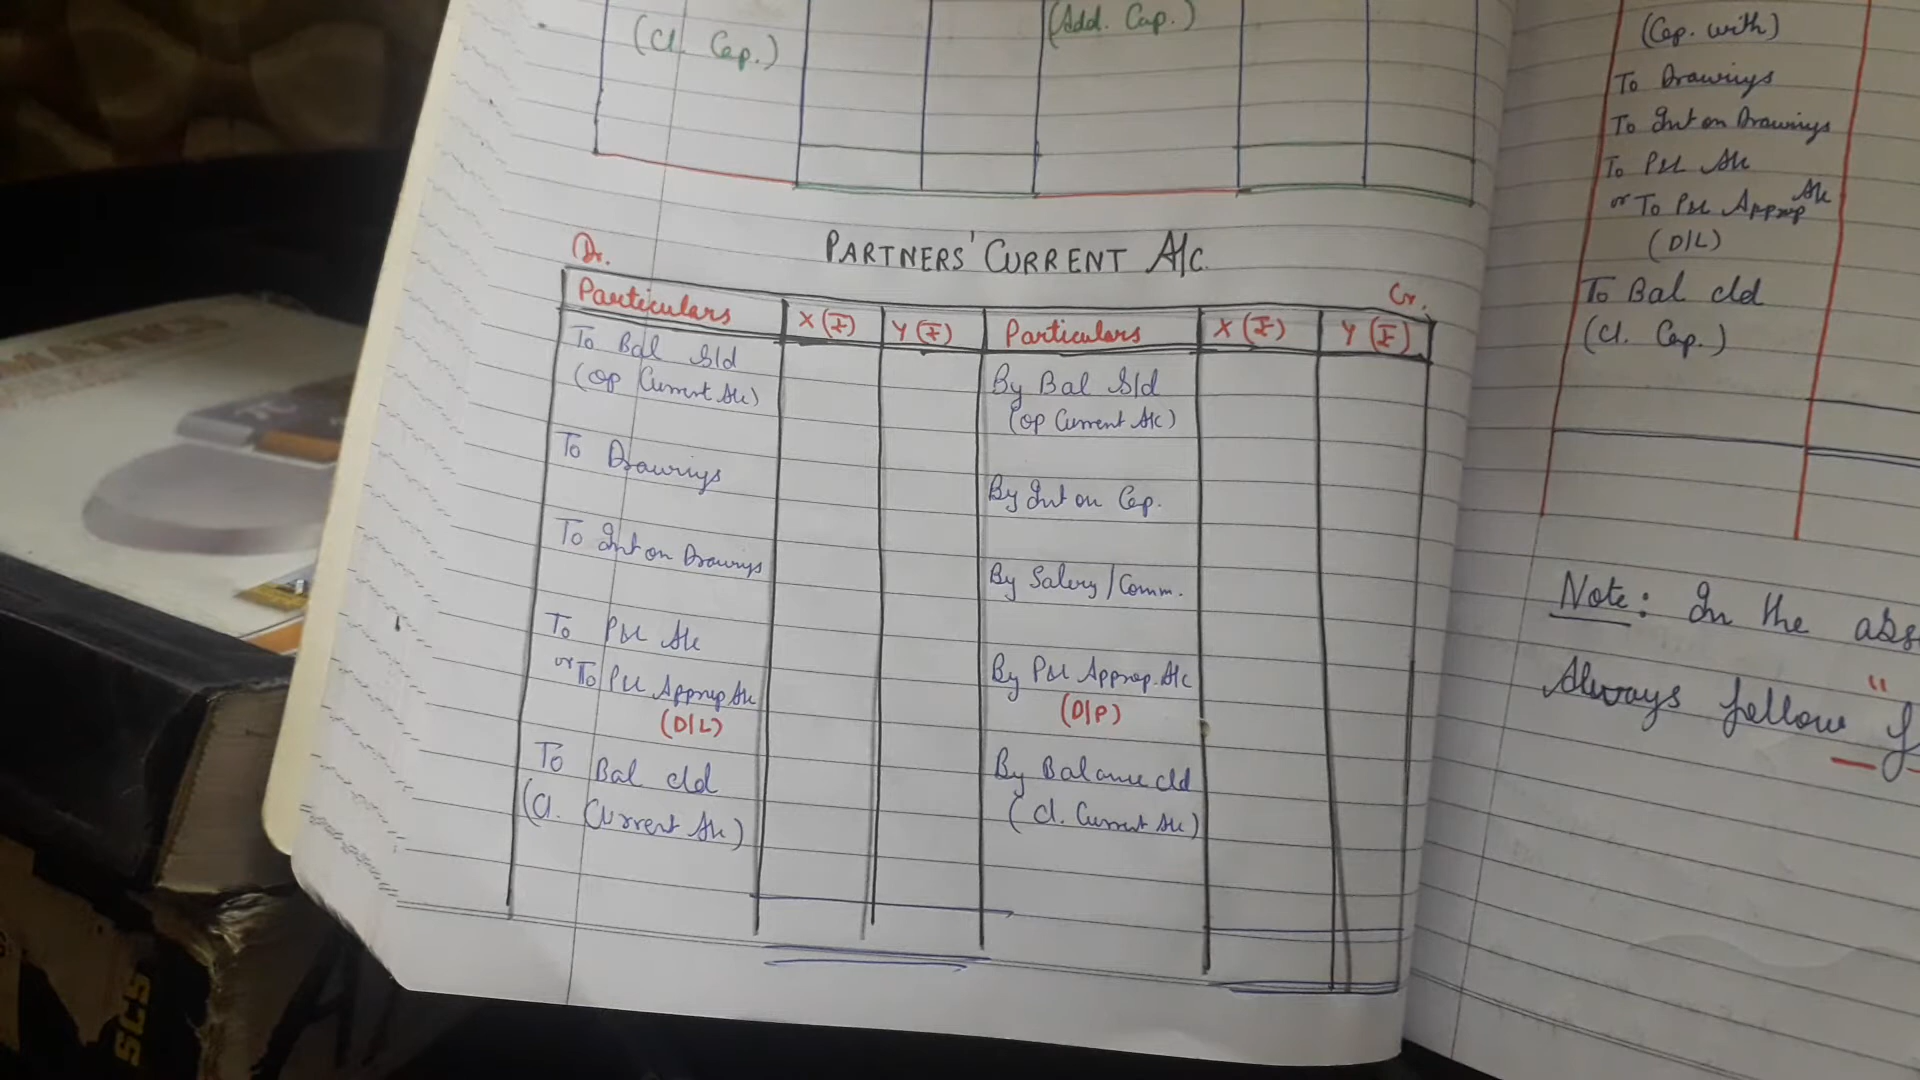 (Cl. Cap.)
(Add. Cap.)
PARTNERS' CURRENT A/c.
Dr.
Cr.
Particulars X (₹) Y (₹) Particulars X (₹) Y (₹)
To Bal b/d
(Op Current A/c)
To Drawings
To Int on Drawings
To P&L A/c
or To P&L Approp A/c
(D/L)
To Bal c/d
(Cl. Current A/c)
By Bal b/d
(Op Current A/c)
By Int on Cap.
By Salary / Comm.
By P&L Approp. A/c
(D/P)
By Balance c/d
(Cl. Current A/c)
(Cap. with)
To Drawings
To Int on Drawings
To P&L A/c
or To P&L Approp A/c
(D/L)
To Bal c/d
(Cl. Cap.)
Note: In the
Always follow "
SCS